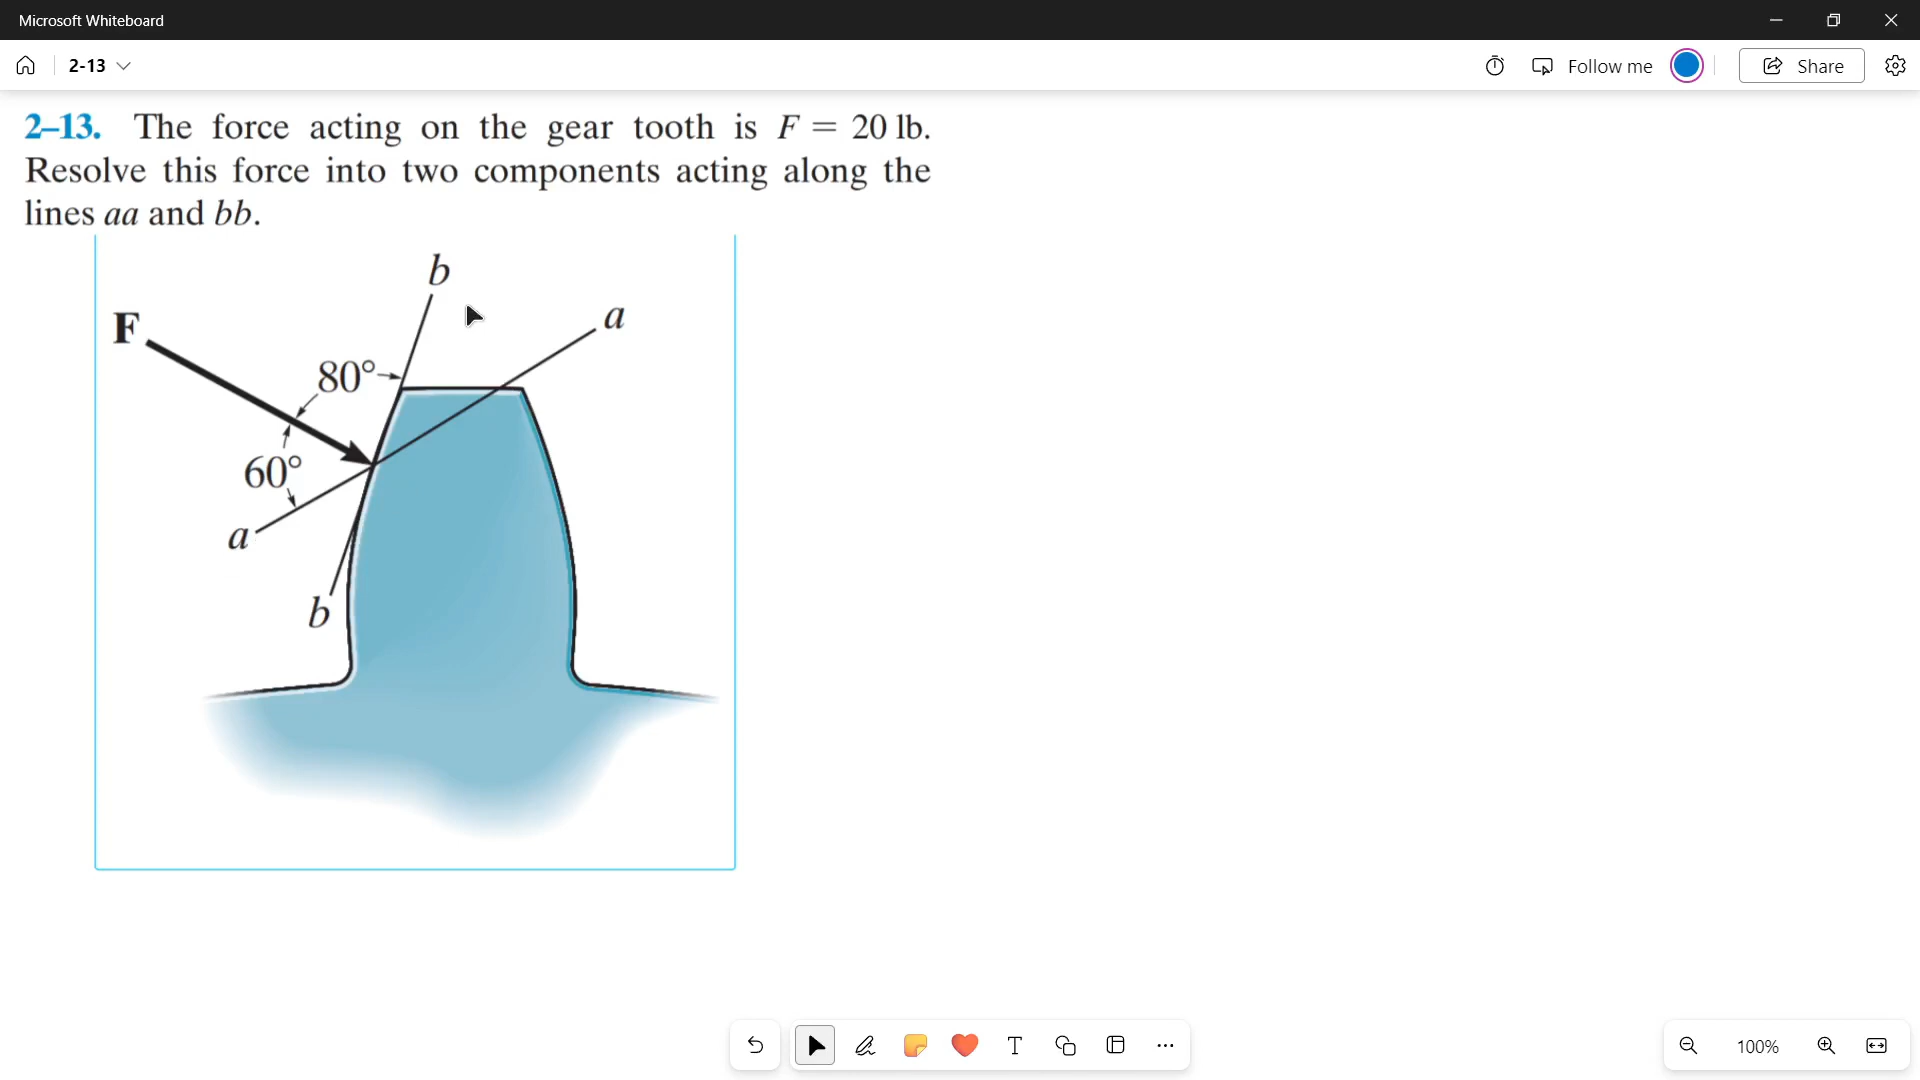 Microsoft Whiteboard
2-13
Follow me
Share
2–13. The force acting on the gear tooth is F = 20 lb.
Resolve this force into two components acting along the
lines aa and bb.
b
a
F
80°
60°
a
b
T
100%